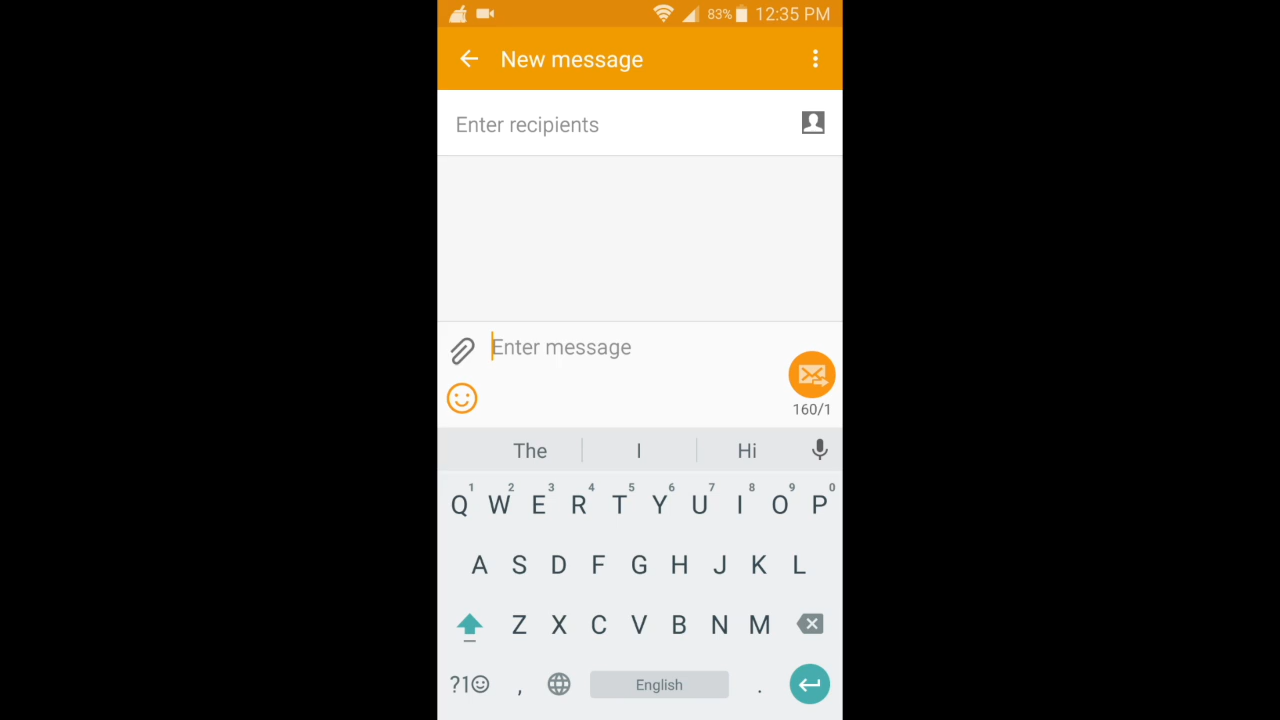 83% 12:35 PM
New message
Enter recipients
Enter message
160/1
The I Hi
1 2 3 4 5 6 7 8 9 0
Q W E R T Y U I O P
A S D F G H J K L
Z X C V B N M
?1☺ , English .